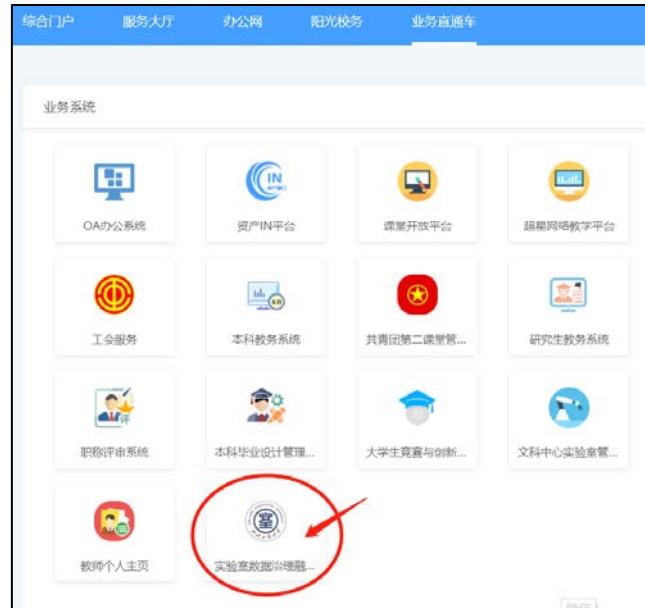 综合门户 服务大厅 办公网 阳光校务 业务直通车
业务系统
IN
OA办公系统 资产IN平台 课堂开放平台 超星网络教学平台
工会服务 本科教务系统 共青团第二课堂管... 研究生教务系统
评
职称评审系统 本科毕业设计管理... 大学生竞赛与创新... 文科中心实验室管...
室
教师个人主页 实验室数据治理融...